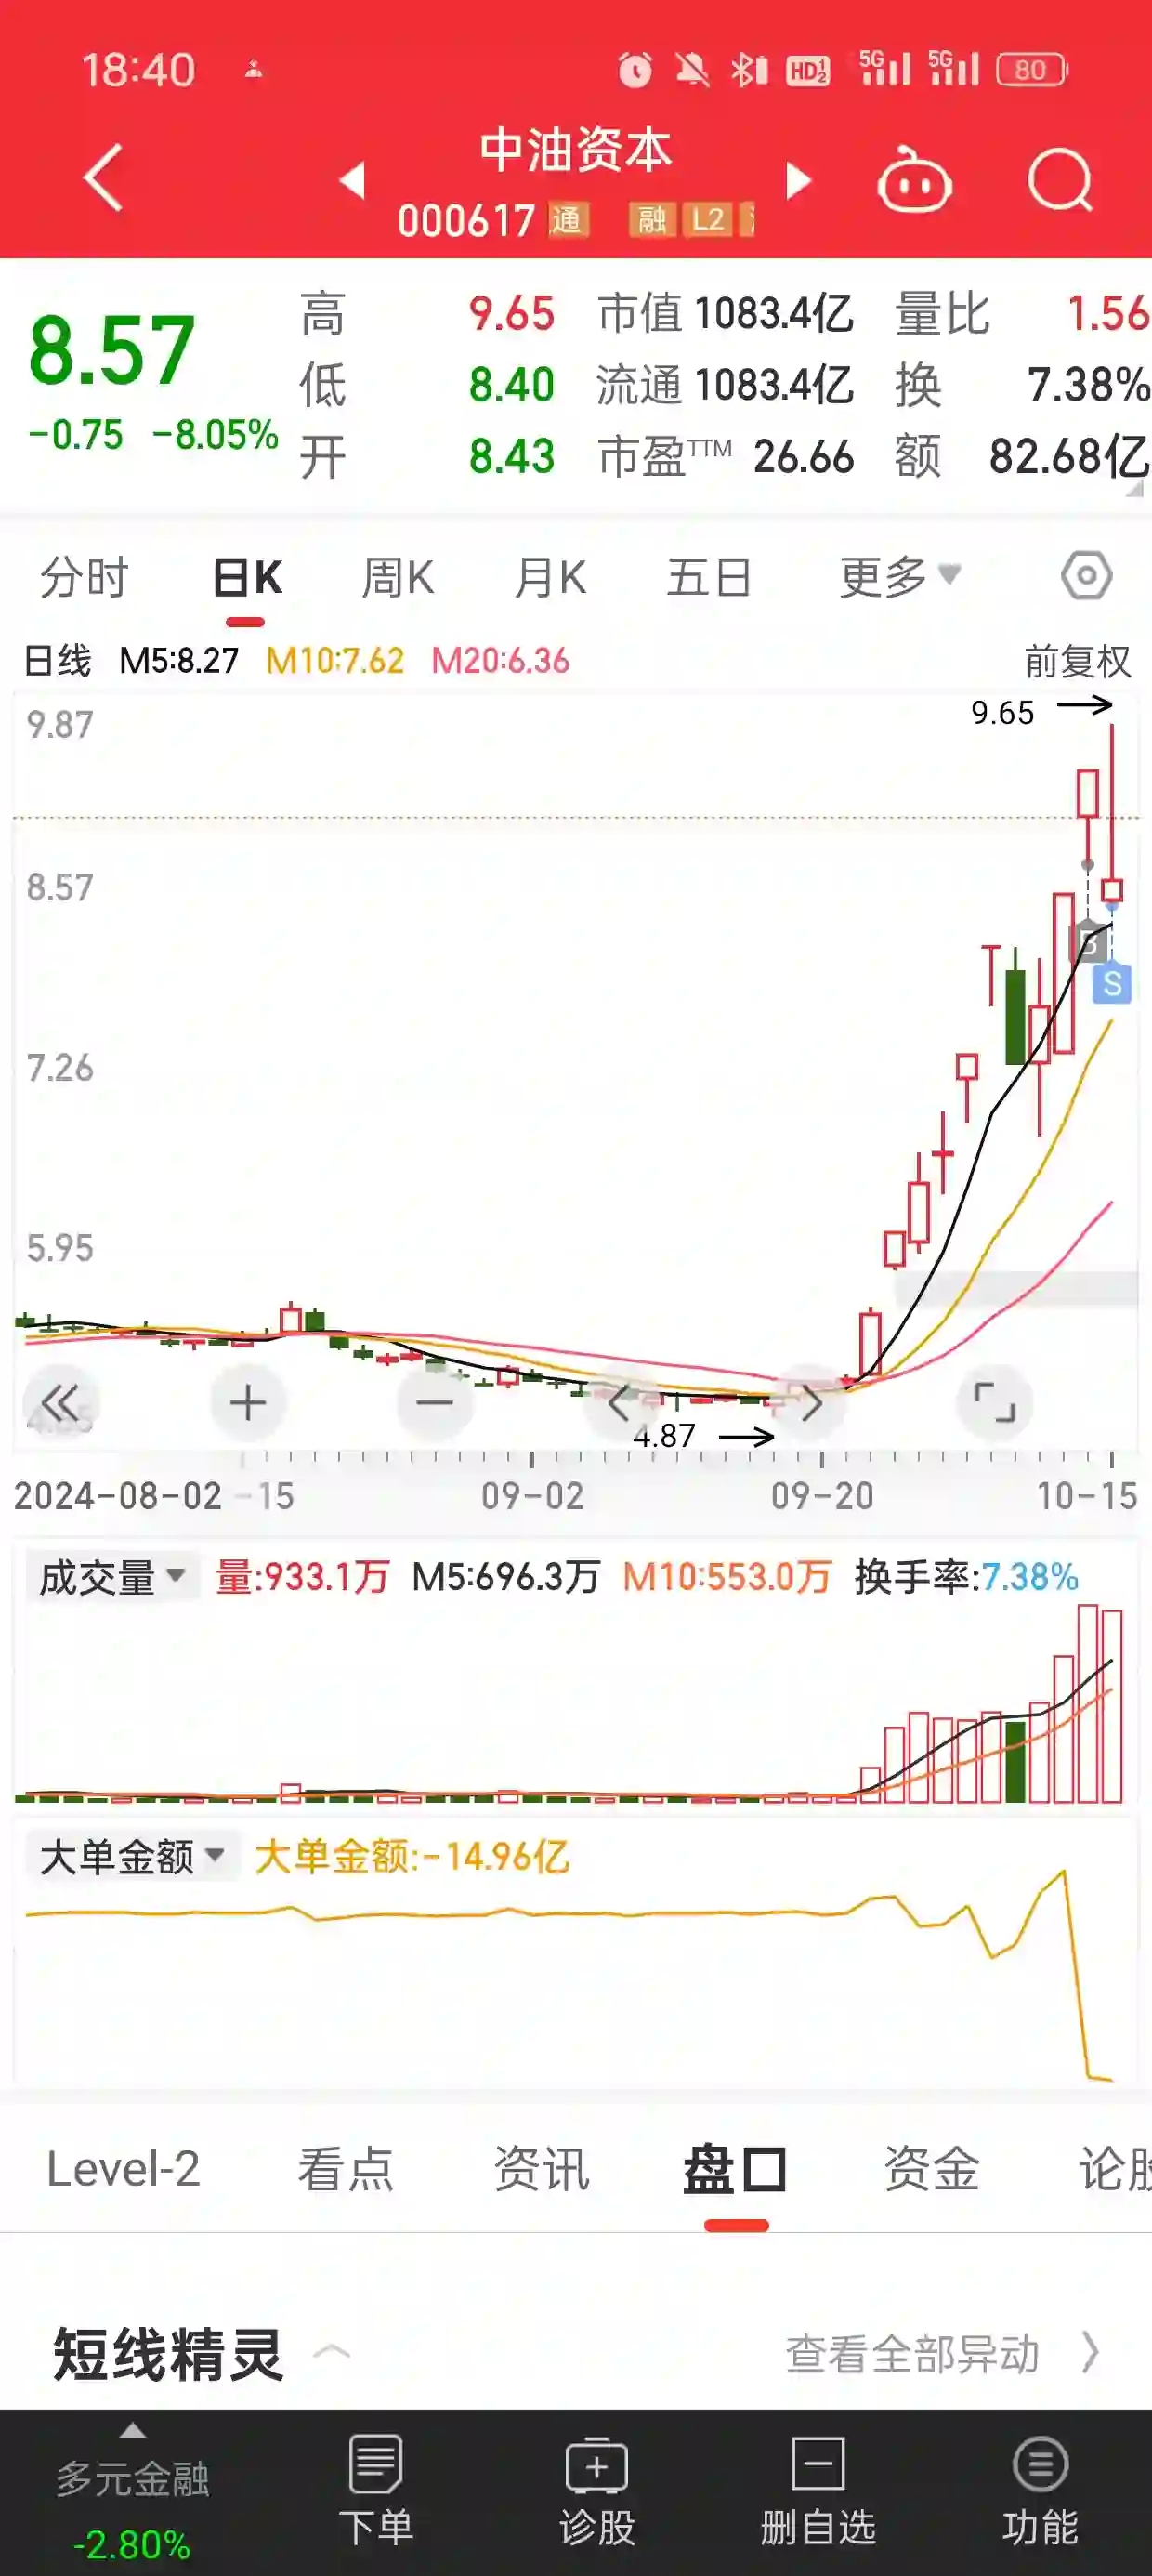 18:40 HD 1 2 5G 5G 80
中油资本
000617 通 融 L2
8.57
-0.75 -8.05%
高 9.65 市值 1083.4亿 量比 1.56
低 8.40 流通 1083.4亿 换 7.38%
开 8.43 市盈TTM 26.66 额 82.68亿
分时 日K 周K 月K 五日 更多
日线 M5:8.27 M10:7.62 M20:6.36 前复权
9.87
9.65
8.57
B
S
7.26
5.95
4.87
2024-08-02 -15 09-02 09-20 10-15
成交量 量:933.1万 M5:696.3万 M10:553.0万 换手率:7.38%
大单金额 大单金额:-14.96亿
Level-2 看点 资讯 盘口 资金 论股
短线精灵 查看全部异动
多元金融 下单 诊股 删自选 功能
-2.80%